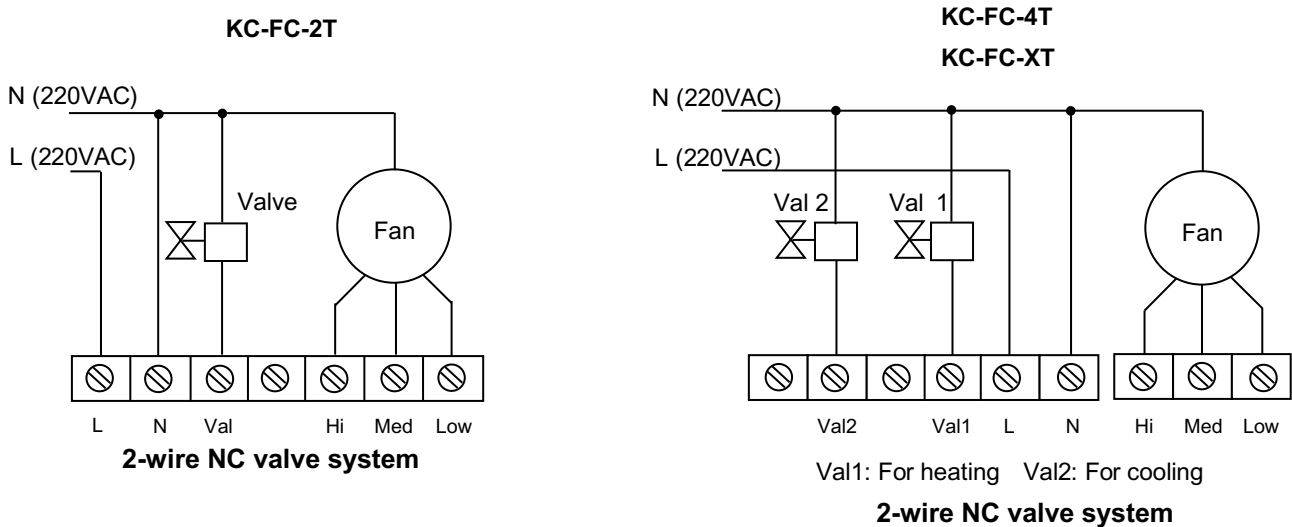 KC-FC-2T
N (220VAC)
L (220VAC)
Valve
Fan
L N Val Hi Med Low
2-wire NC valve system
KC-FC-4T
KC-FC-XT
N (220VAC)
L (220VAC)
Val 2 Val 1
Fan
Val2 Val1 L N Hi Med Low
Val1: For heating Val2: For cooling
2-wire NC valve system